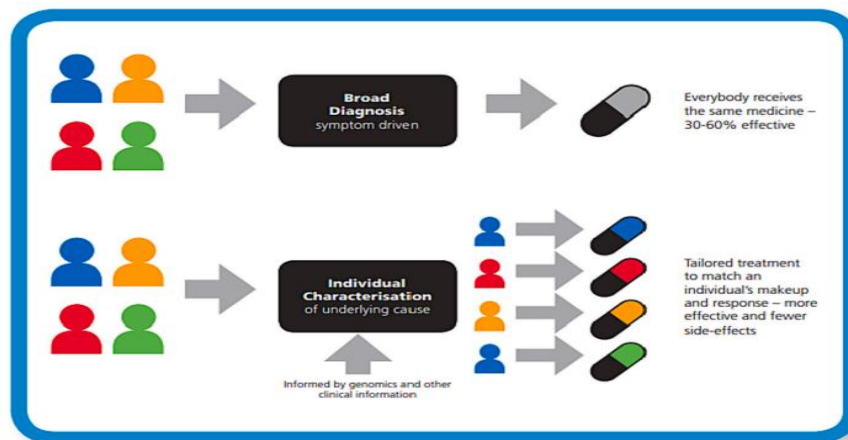 Broad
Diagnosis
symptom driven
Everybody receives
the same medicine –
30-60% effective
Individual
Characterisation
of underlying cause
Tailored treatment
to match an
individual's makeup
and response – more
effective and fewer
side-effects
Informed by genomics and other
clinical information